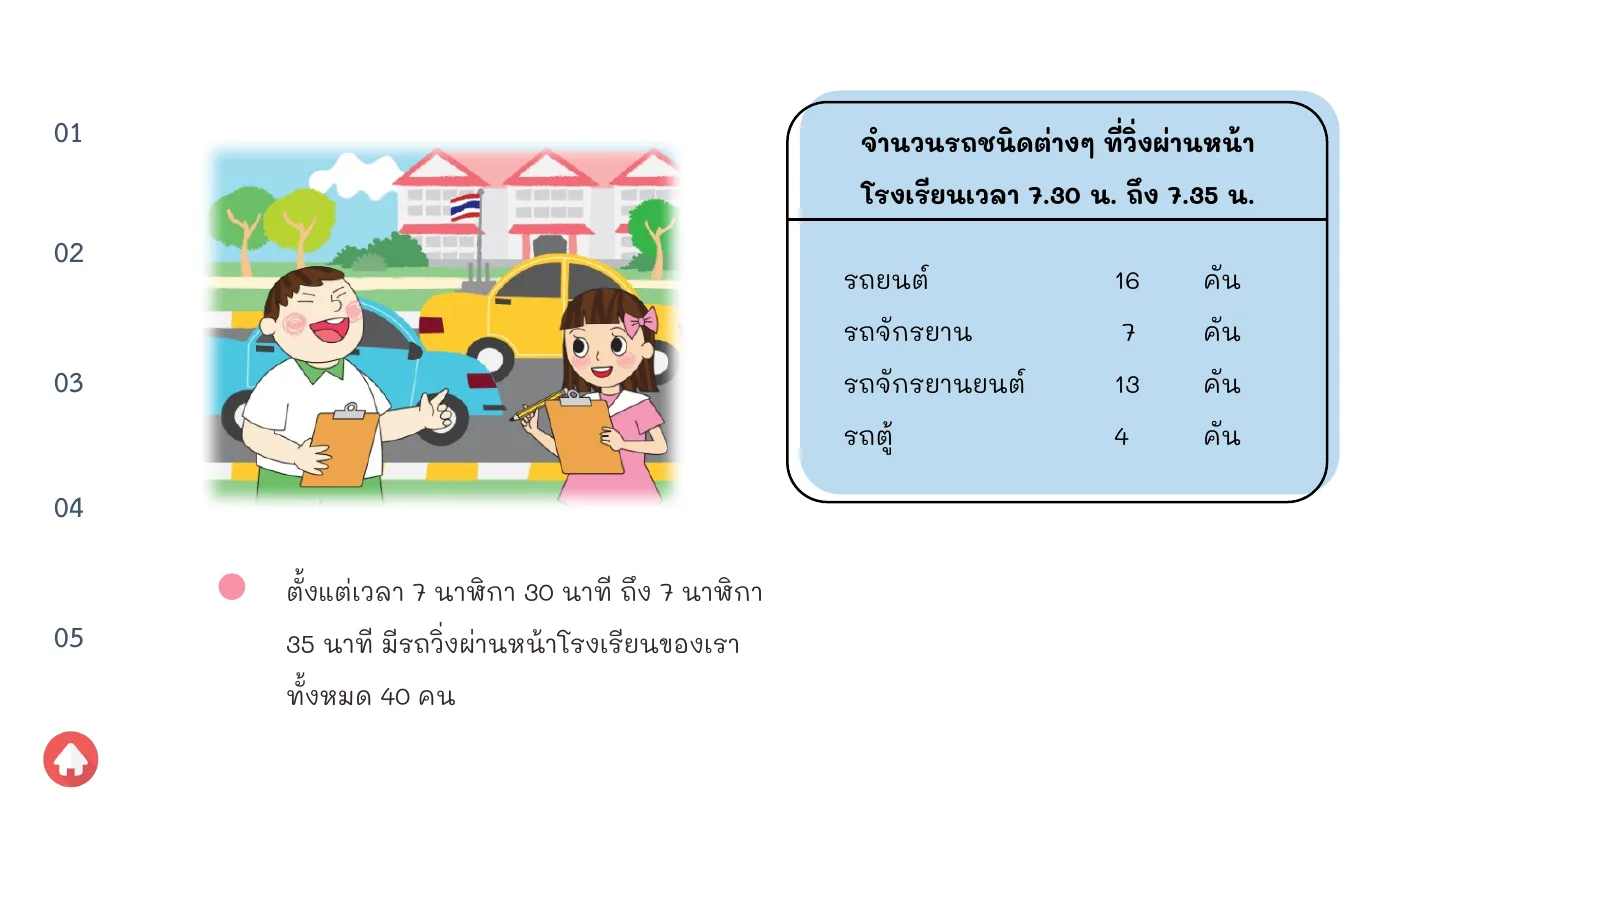 01
02
03
04
05
จำนวนรถชนิดต่างๆ ที่วิ่งผ่านหน้า
โรงเรียนเวลา 7.30 น. ถึง 7.35 น.
รถยนต์ 16 คัน
รถจักรยาน 7 คัน
รถจักรยานยนต์ 13 คัน
รถตู้ 4 คัน
ตั้งแต่เวลา 7 นาฬิกา 30 นาที ถึง 7 นาฬิกา
35 นาที มีรถวิ่งผ่านหน้าโรงเรียนของเรา
ทั้งหมด 40 คน